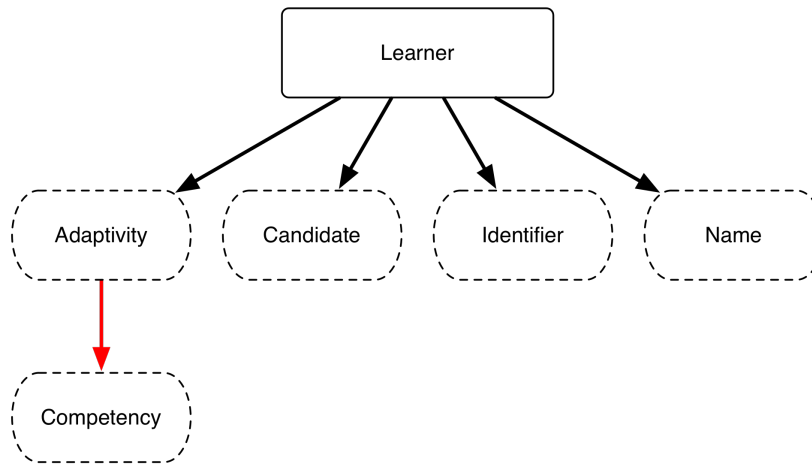 Learner
Adaptivity
Candidate
Identifier
Name
Competency